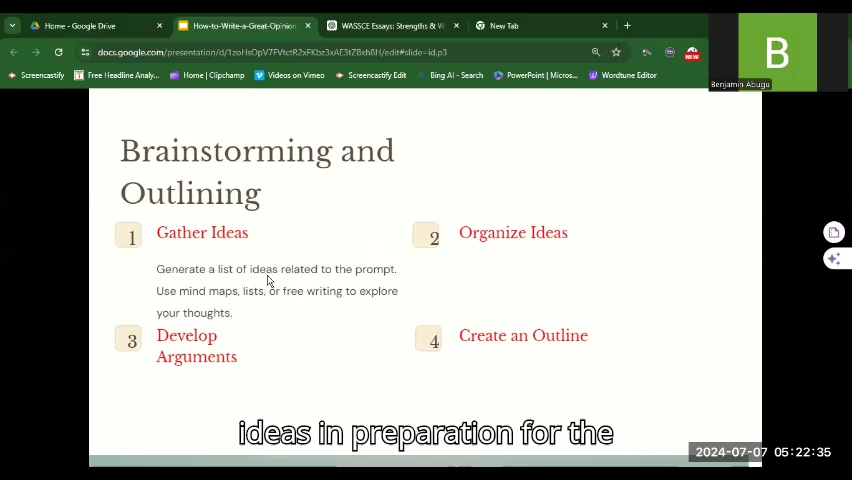 Home - Google Drive
How-to-Write-a-Great-Opinion
WASSCE Essays: Strengths & W
New Tab
docs.google.com/presentation/d/1zoHsOpV7FVtctR2xFKbz3xAE3tZBxh8H/edit#slide=id.p3
NEW
Screencastify
Free Headline Analy...
Home | Clipchamp
Videos on Vimeo
Screencastify Edit
Bing AI - Search
PowerPoint | Micros...
Wordtune Editor
B
Benjamin Abugu
Brainstorming and
Outlining
1 Gather Ideas
Generate a list of ideas related to the prompt.
Use mind maps, lists, or free writing to explore
your thoughts.
2 Organize Ideas
3 Develop
Arguments
4 Create an Outline
ideas in preparation for the
2024-07-07 05:22:35